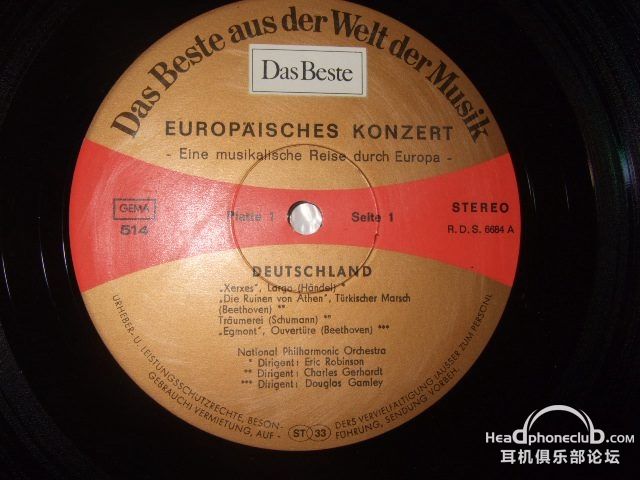 Das Beste aus der Welt der Musik
Das Beste
EUROPÄISCHES KONZERT
- Eine musikalische Reise durch Europa -
GEMA
514
Platte 1
Seite 1
STEREO
R. D. S. 6684 A
DEUTSCHLAND
„Xerxes", Largo (Händel) *
„Die Ruinen von Athen", Türkischer Marsch
(Beethoven) **
Träumerei (Schumann) **
„Egmont", Ouvertüre (Beethoven) ***
National Philharmonic Orchestra
* Dirigent: Eric Robinson
** Dirigent: Charles Gerhardt
*** Dirigent: Douglas Gamley
URHEBER- U. LEISTUNGSSCHUTZRECHTE, BESON-
DERS VERVIELFÄLTIGUNG (AUSSER ZUM PERSÖNL.
GEBRAUCH) VERMIETUNG, AUF-
FÜHRUNG, SENDUNG VORBEH.
ST 33
Headphoneclub.com
耳机俱乐部论坛